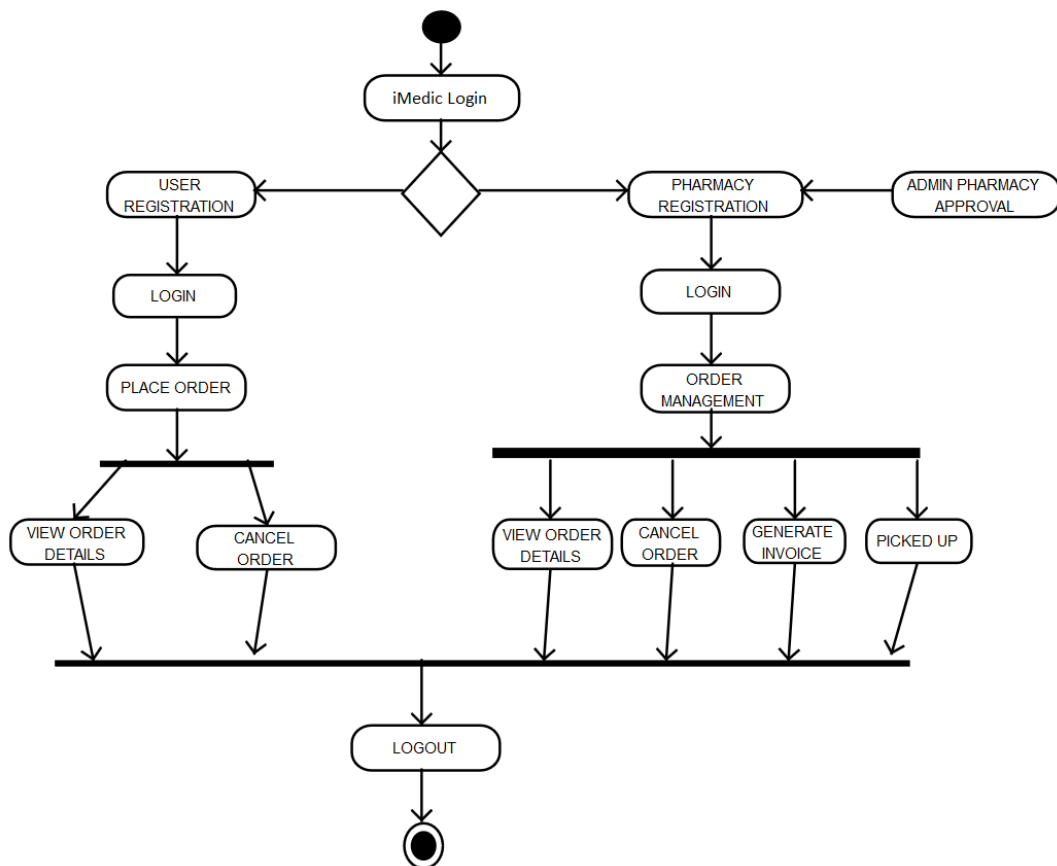 iMedic Login
USER
REGISTRATION
PHARMACY
REGISTRATION
ADMIN PHARMACY
APPROVAL
LOGIN
LOGIN
PLACE ORDER
ORDER
MANAGEMENT
VIEW ORDER
DETAILS
CANCEL
ORDER
VIEW ORDER
DETAILS
CANCEL
ORDER
GENERATE
INVOICE
PICKED UP
LOGOUT